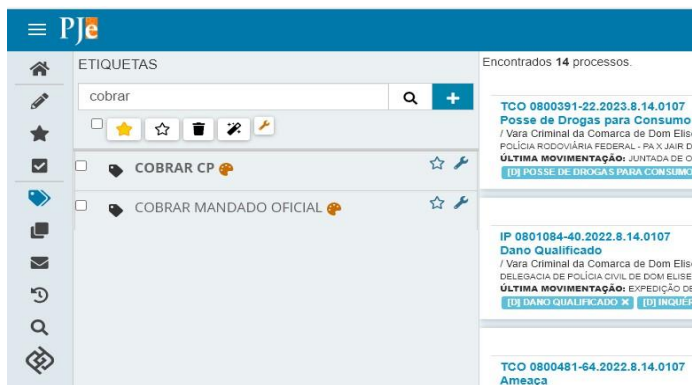 PJe
ETIQUETAS
cobrar
COBRAR CP
COBRAR MANDADO OFICIAL
Encontrados 14 processos.
TCO 0800391-22.2023.8.14.0107
Posse de Drogas para Consumo
/ Vara Criminal da Comarca de Dom Elise
POLÍCIA RODOVIÁRIA FEDERAL - PA X JAIR D
ÚLTIMA MOVIMENTAÇÃO: JUNTADA DE O
[D] POSSE DE DROGAS PARA CONSUMO
IP 0801084-40.2022.8.14.0107
Dano Qualificado
/ Vara Criminal da Comarca de Dom Elise
DELEGACIA DE POLÍCIA CIVIL DE DOM ELISE
ÚLTIMA MOVIMENTAÇÃO: EXPEDIÇÃO DE
[D] DANO QUALIFICADO × [D] INQUÉR
TCO 0800481-64.2022.8.14.0107
Ameaça